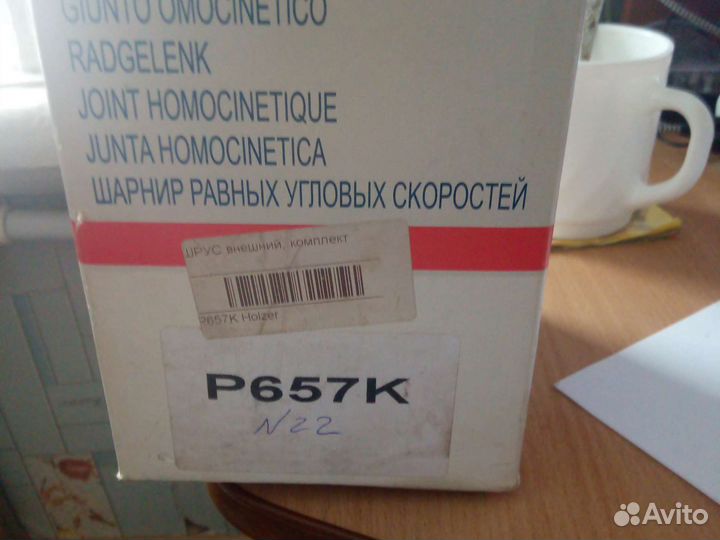 GIUNTO OMOCINETICO
RADGELENK
JOINT HOMOCINETIQUE
JUNTA HOMOCINETICA
ШАРНИР РАВНЫХ УГЛОВЫХ СКОРОСТЕЙ
ШРУС внешний, комплект
P657K Holzer
P657K
N22
Avito